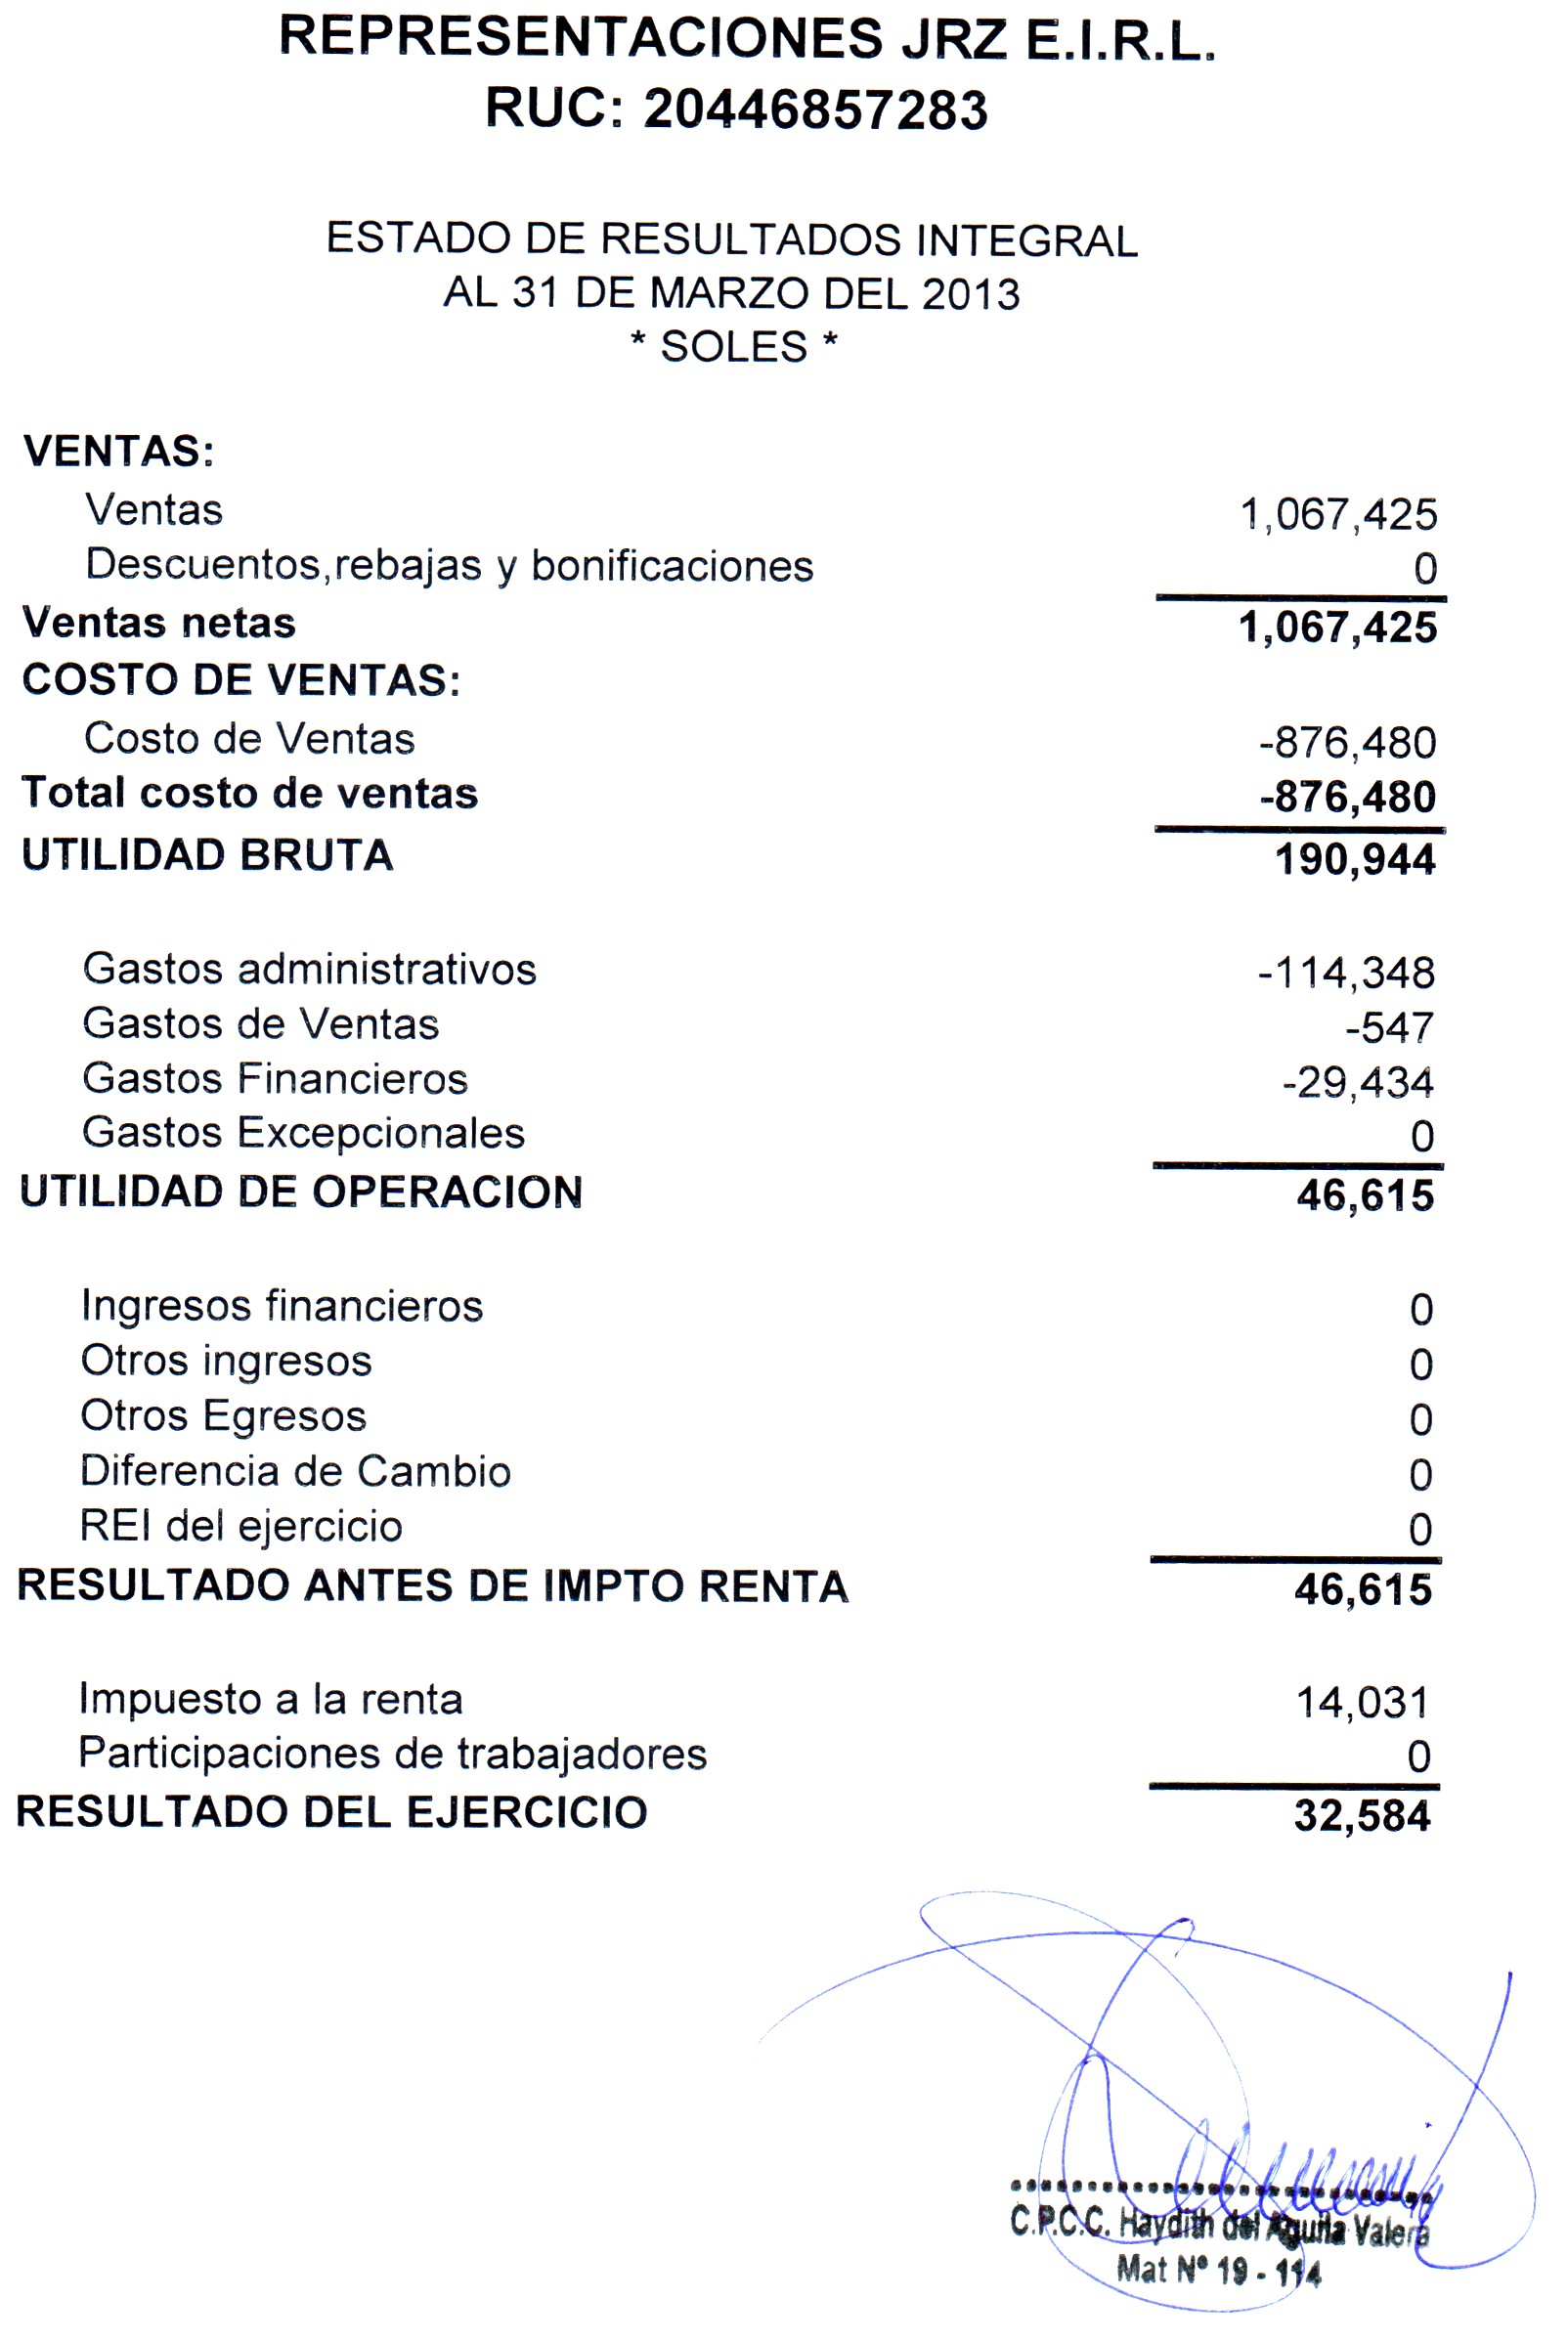 REPRESENTACIONES JRZ E.I.R.L.
RUC: 20446857283
ESTADO DE RESULTADOS INTEGRAL
AL 31 DE MARZO DEL 2013
* SOLES *
VENTAS:
Ventas 1,067,425
Descuentos,rebajas y bonificaciones 0
Ventas netas 1,067,425
COSTO DE VENTAS:
Costo de Ventas -876,480
Total costo de ventas -876,480
UTILIDAD BRUTA 190,944
Gastos administrativos -114,348
Gastos de Ventas -547
Gastos Financieros -29,434
Gastos Excepcionales 0
UTILIDAD DE OPERACION 46,615
Ingresos financieros 0
Otros ingresos 0
Otros Egresos 0
Diferencia de Cambio 0
REI del ejercicio 0
RESULTADO ANTES DE IMPTO RENTA 46,615
Impuesto a la renta 14,031
Participaciones de trabajadores 0
RESULTADO DEL EJERCICIO 32,584
C.P.C.C. Haydith del Aguila Valera
Mat Nº 19 - 114